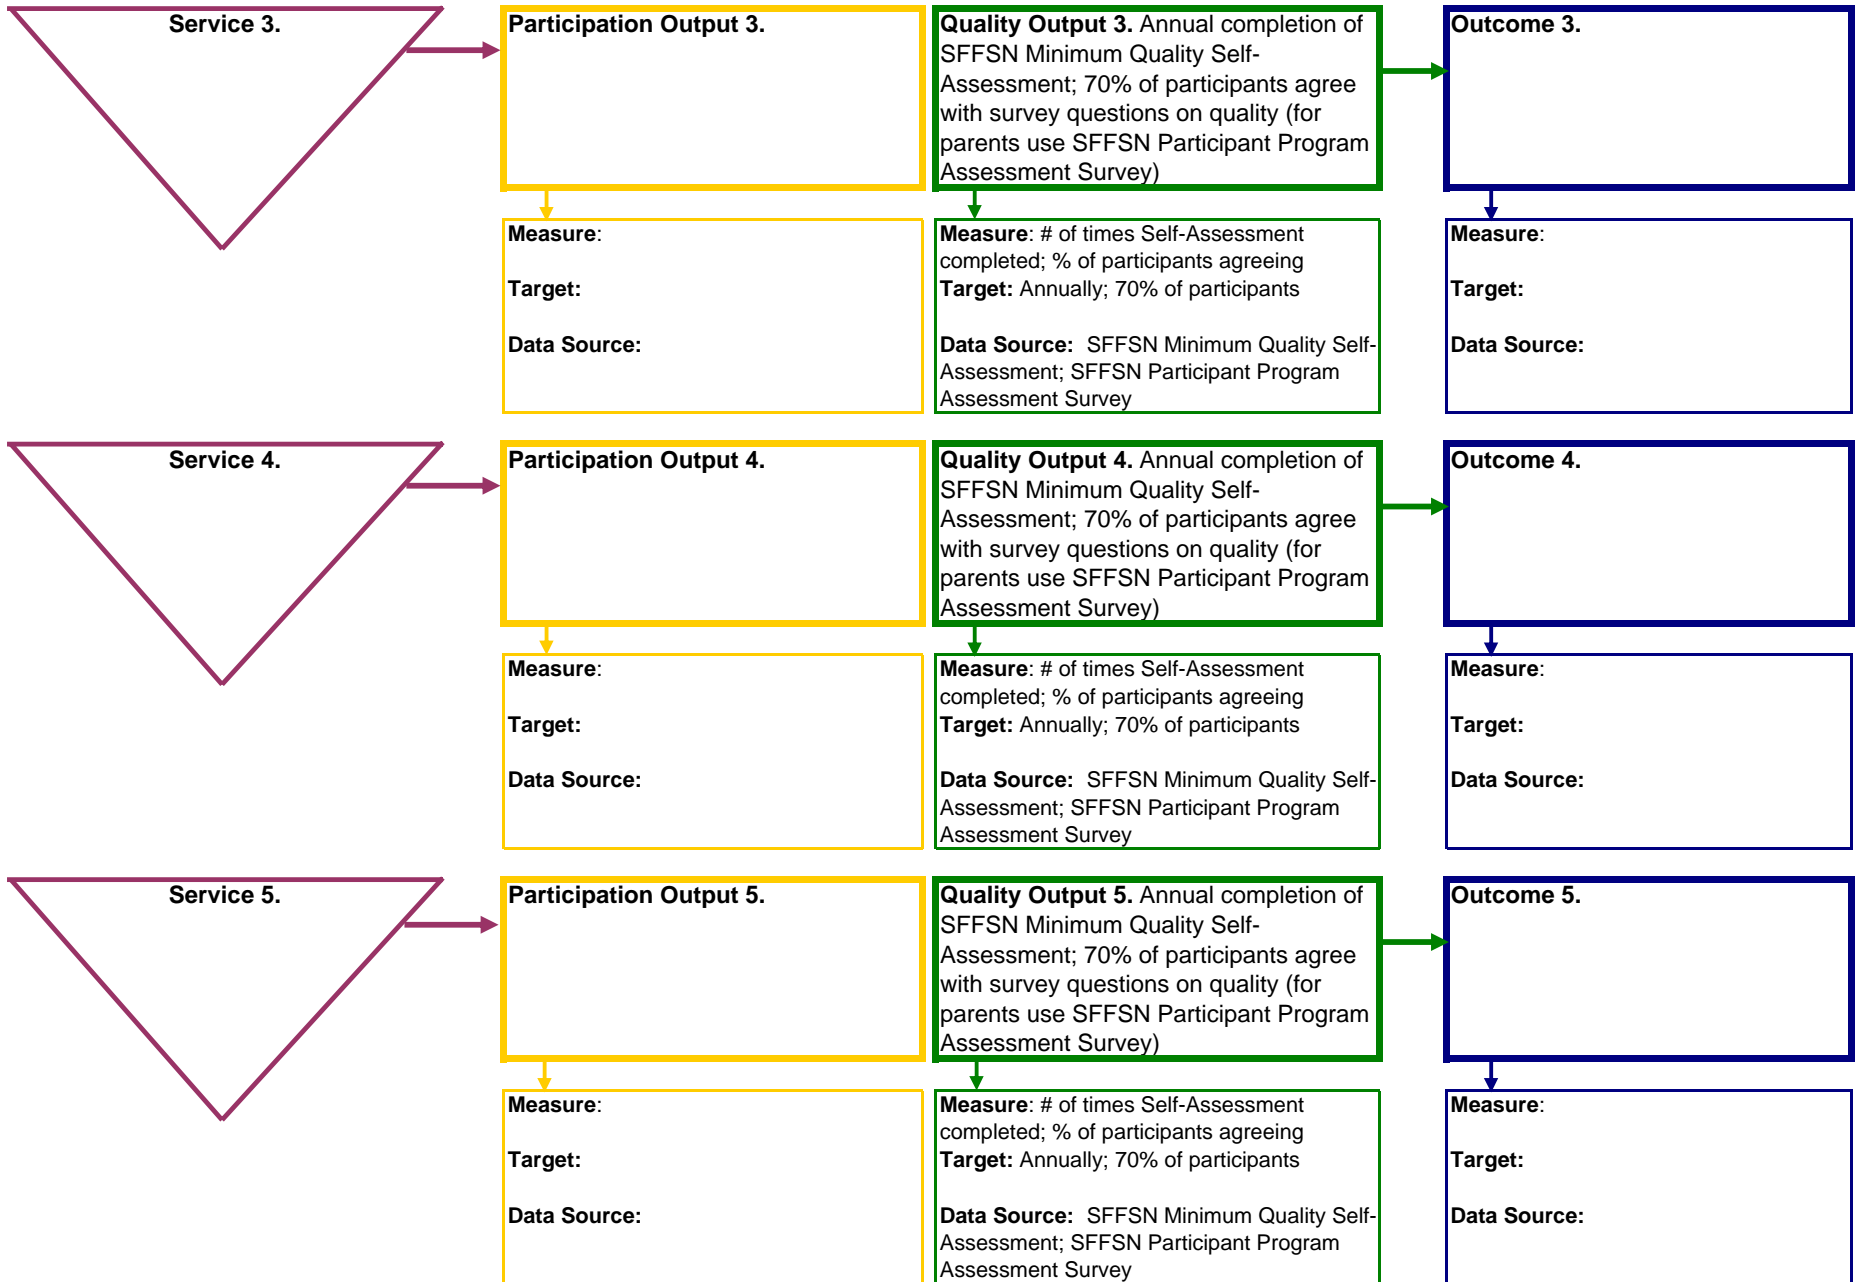 Service 3.
Participation Output 3.
Quality Output 3. Annual completion of
SFFSN Minimum Quality Self-
Assessment; 70% of participants agree
with survey questions on quality (for
parents use SFFSN Participant Program
Assessment Survey)
Outcome 3.
Measure:
Target:
Data Source:
Measure: # of times Self-Assessment
completed; % of participants agreeing
Target: Annually; 70% of participants
Data Source:  SFFSN Minimum Quality Self-
Assessment; SFFSN Participant Program
Assessment Survey
Measure:
Target:
Data Source:
Service 4.
Participation Output 4.
Quality Output 4. Annual completion of
SFFSN Minimum Quality Self-
Assessment; 70% of participants agree
with survey questions on quality (for
parents use SFFSN Participant Program
Assessment Survey)
Outcome 4.
Measure:
Target:
Data Source:
Measure: # of times Self-Assessment
completed; % of participants agreeing
Target: Annually; 70% of participants
Data Source:  SFFSN Minimum Quality Self-
Assessment; SFFSN Participant Program
Assessment Survey
Measure:
Target:
Data Source:
Service 5.
Participation Output 5.
Quality Output 5. Annual completion of
SFFSN Minimum Quality Self-
Assessment; 70% of participants agree
with survey questions on quality (for
parents use SFFSN Participant Program
Assessment Survey)
Outcome 5.
Measure:
Target:
Data Source:
Measure: # of times Self-Assessment
completed; % of participants agreeing
Target: Annually; 70% of participants
Data Source:  SFFSN Minimum Quality Self-
Assessment; SFFSN Participant Program
Assessment Survey
Measure:
Target:
Data Source: